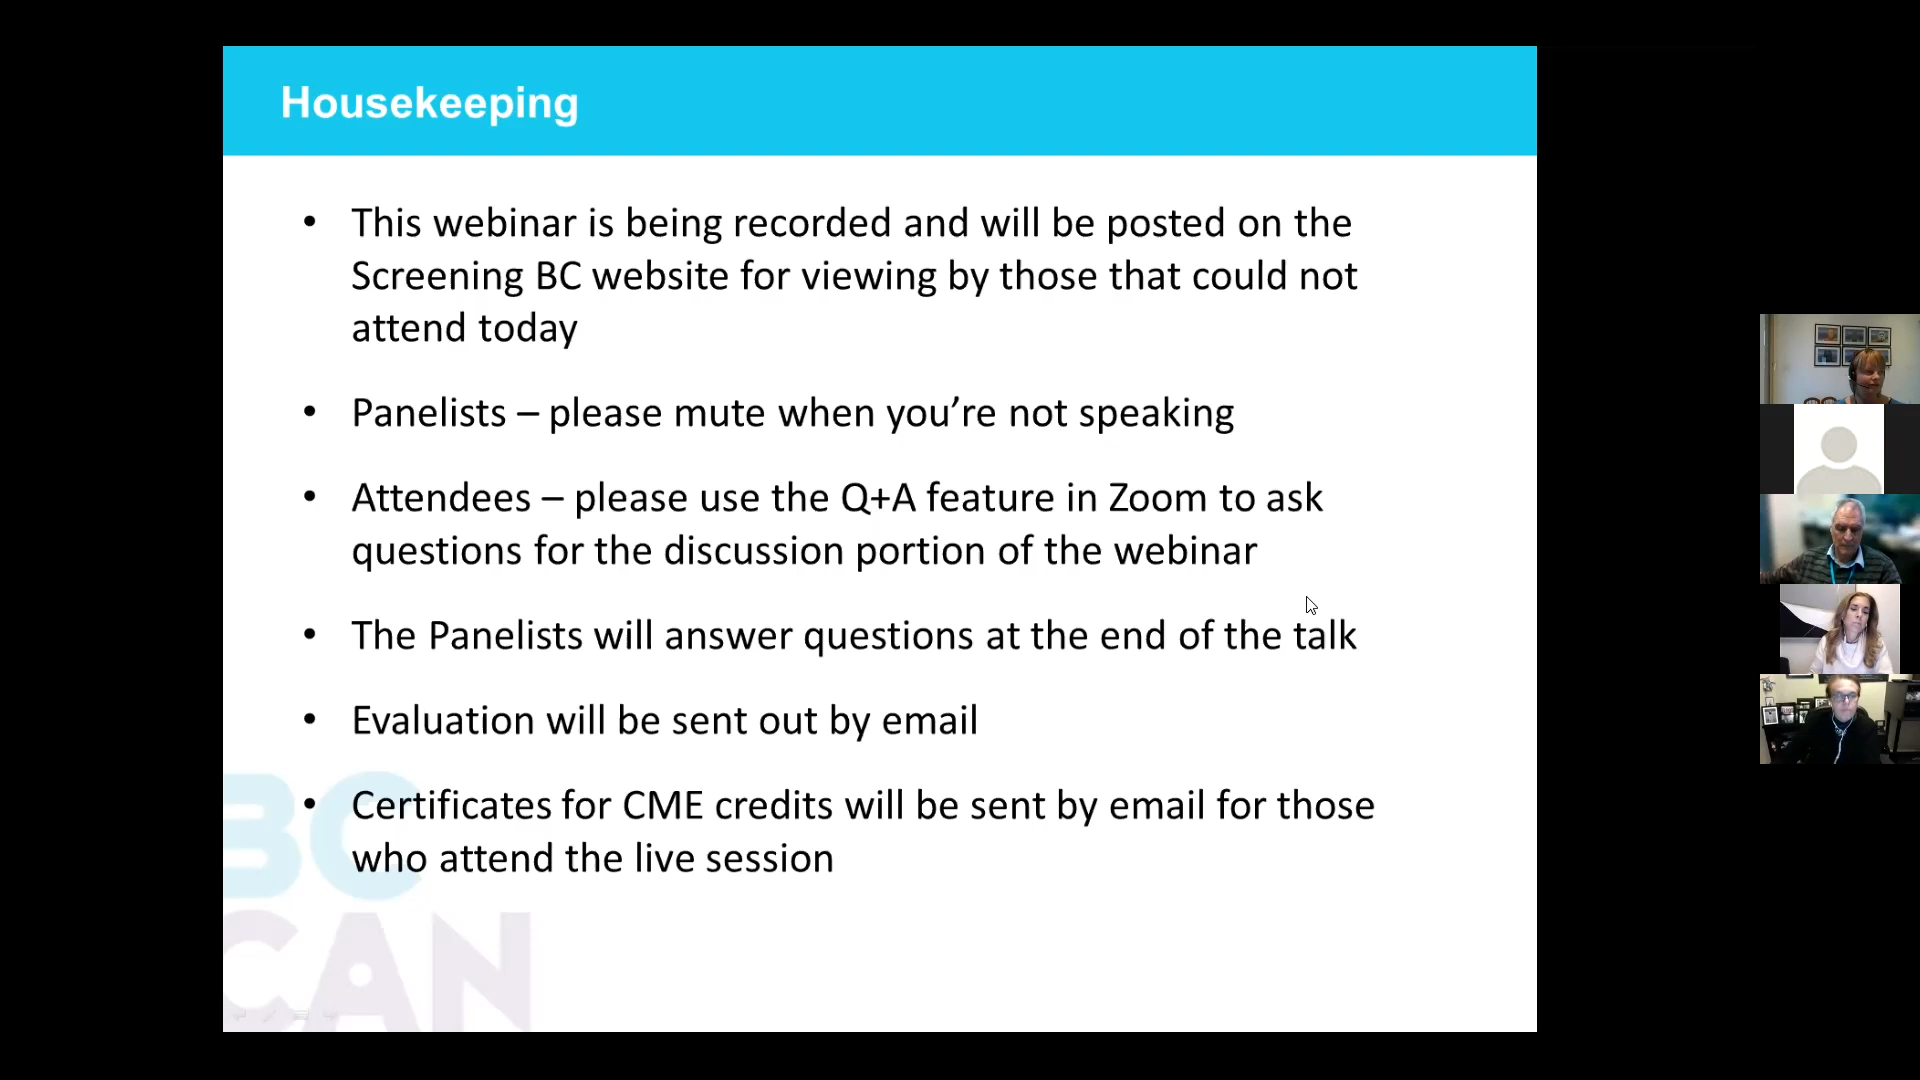 Housekeeping
• This webinar is being recorded and will be posted on the
Screening BC website for viewing by those that could not
attend today
• Panelists – please mute when you’re not speaking
• Attendees – please use the Q+A feature in Zoom to ask
questions for the discussion portion of the webinar
• The Panelists will answer questions at the end of the talk
• Evaluation will be sent out by email
• Certificates for CME credits will be sent by email for those
who attend the live session
BC
CAN